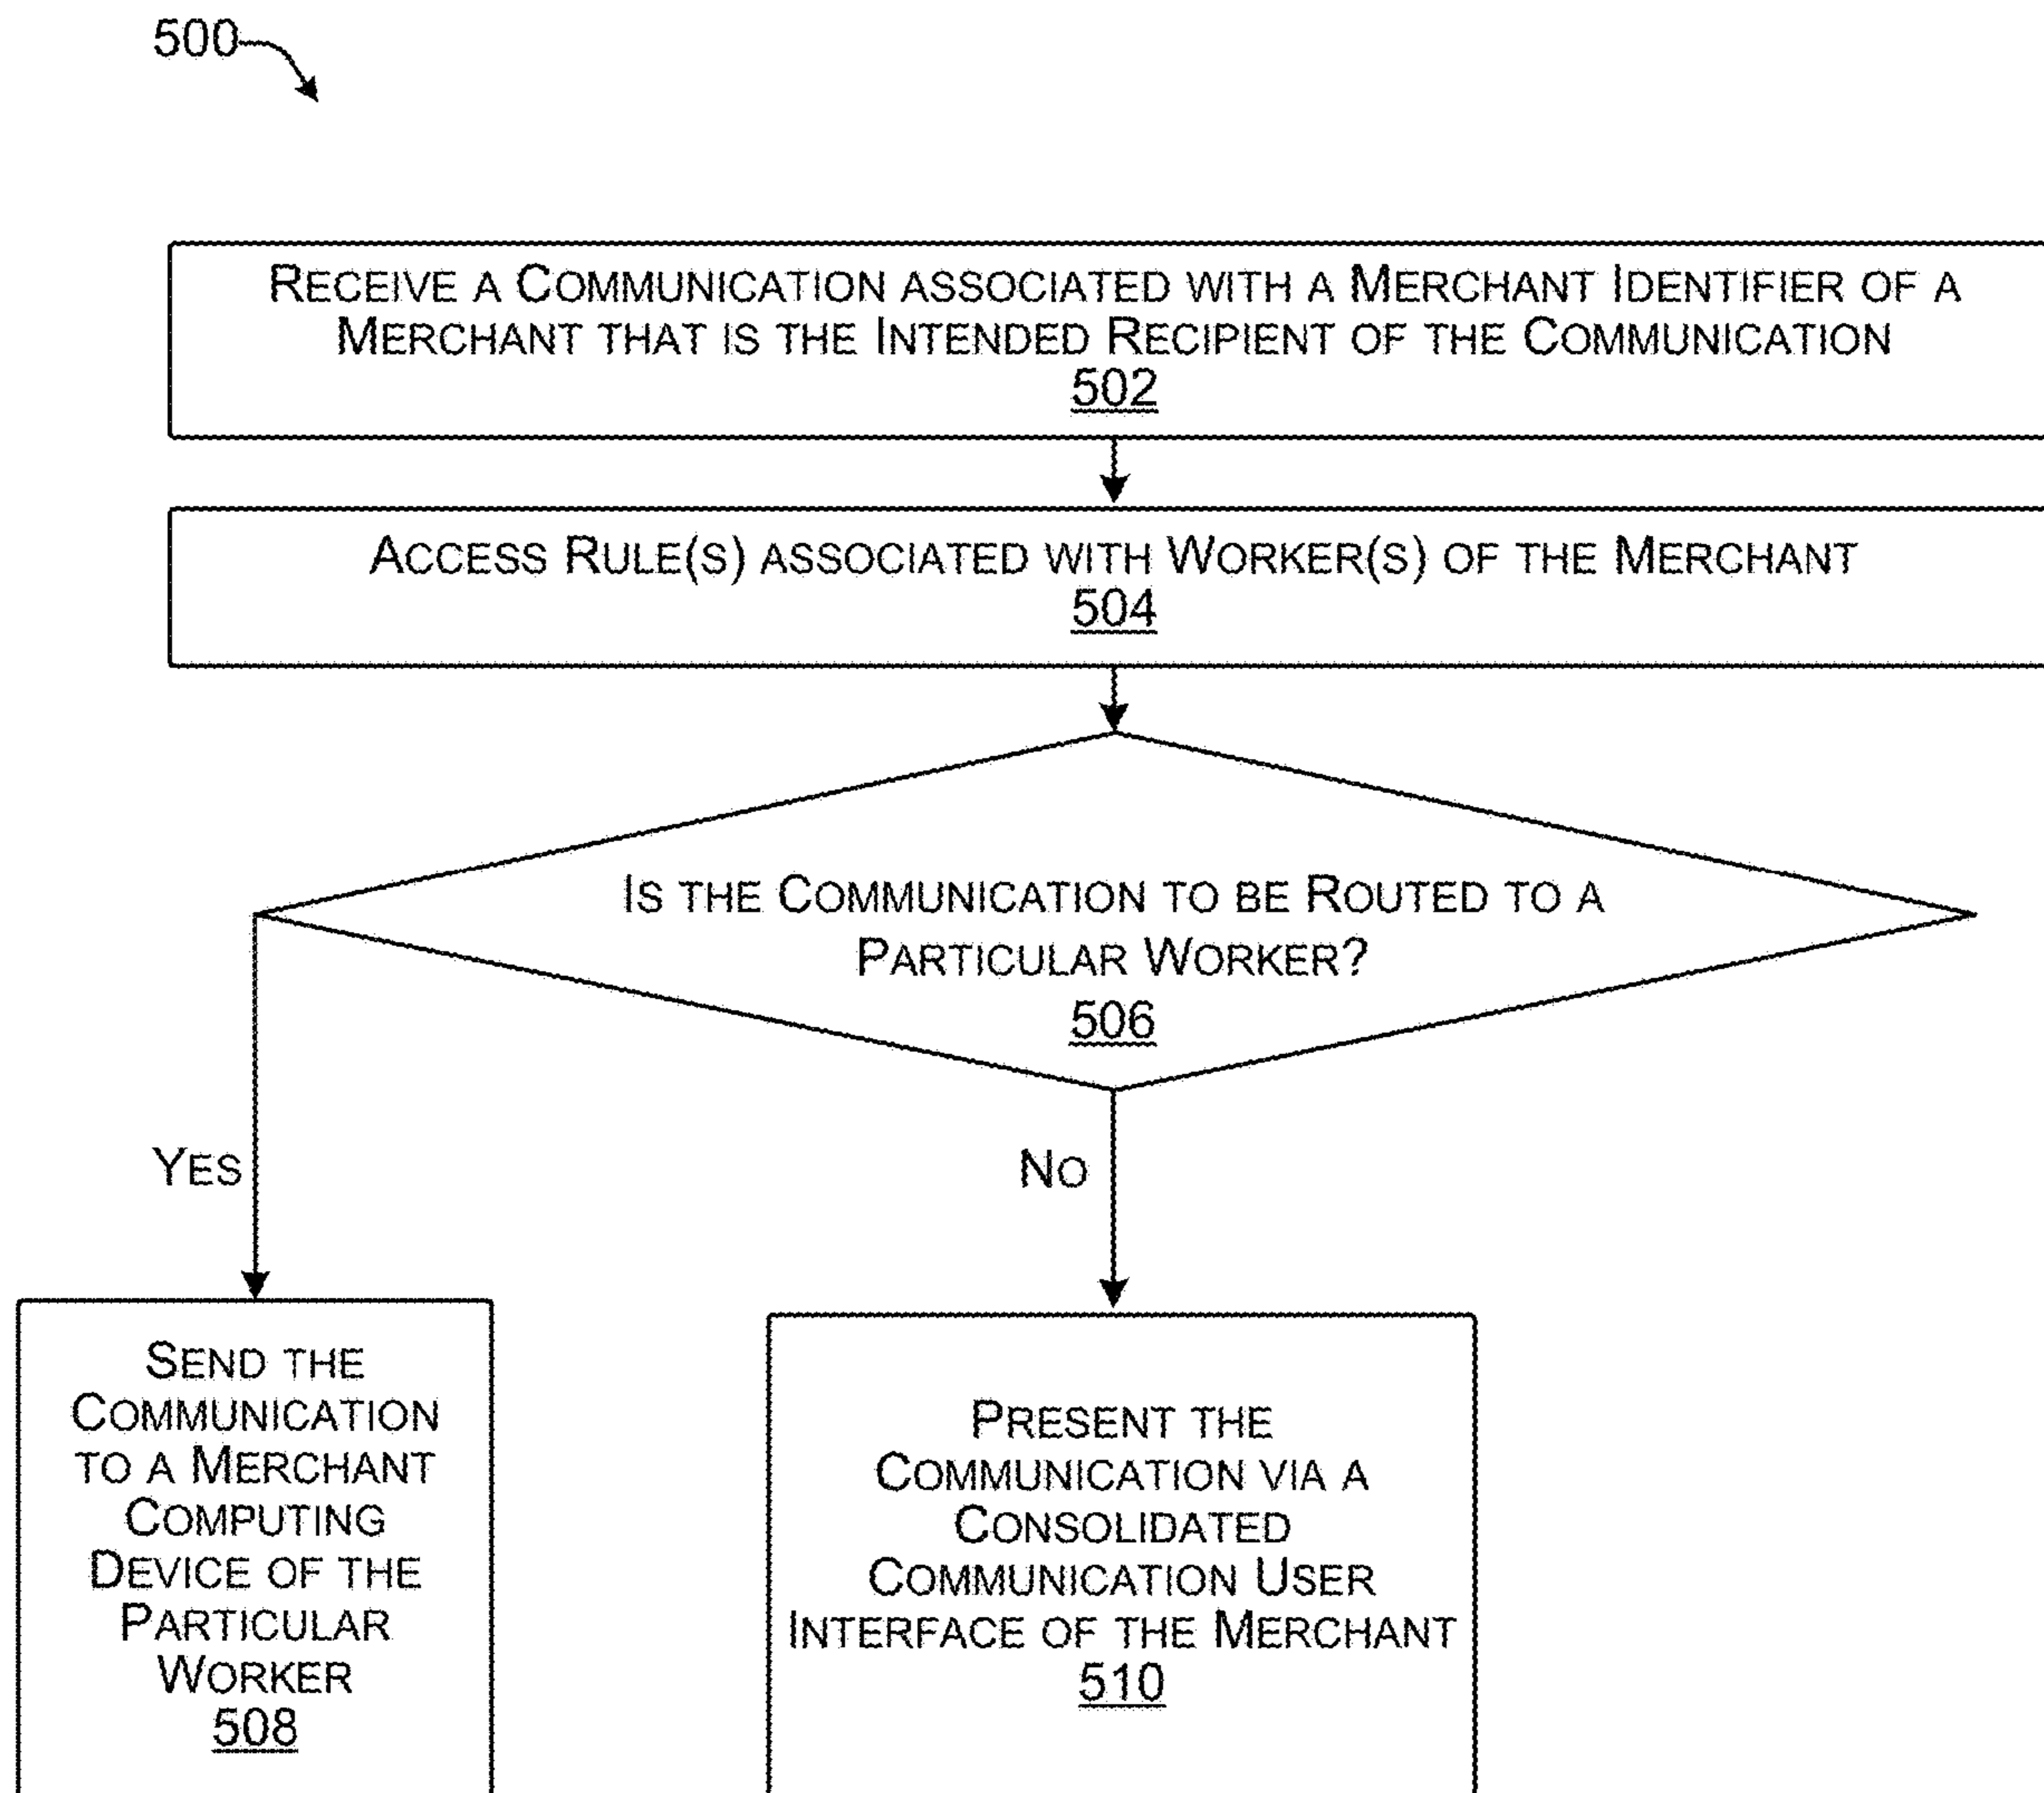 500
RECEIVE A COMMUNICATION ASSOCIATED WITH A MERCHANT IDENTIFIER OF A
MERCHANT THAT IS THE INTENDED RECIPIENT OF THE COMMUNICATION
502
ACCESS RULE(S) ASSOCIATED WITH WORKER(S) OF THE MERCHANT
504
IS THE COMMUNICATION TO BE ROUTED TO A
PARTICULAR WORKER?
506
YES
NO
SEND THE
COMMUNICATION
TO A MERCHANT
COMPUTING
DEVICE OF THE
PARTICULAR
WORKER
508
PRESENT THE
COMMUNICATION VIA A
CONSOLIDATED
COMMUNICATION USER
INTERFACE OF THE MERCHANT
510